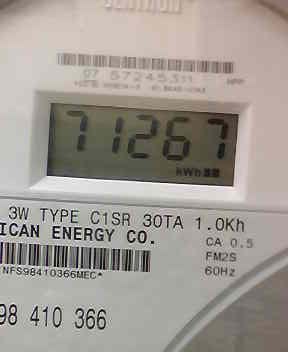 CENTRON
07 57245311
71267
kWh
3W TYPE C1SR 30TA 1.0Kh
ICAN ENERGY CO.
CA 0.5
FM2S
NFS98410366MEC*
60Hz
98 410 366